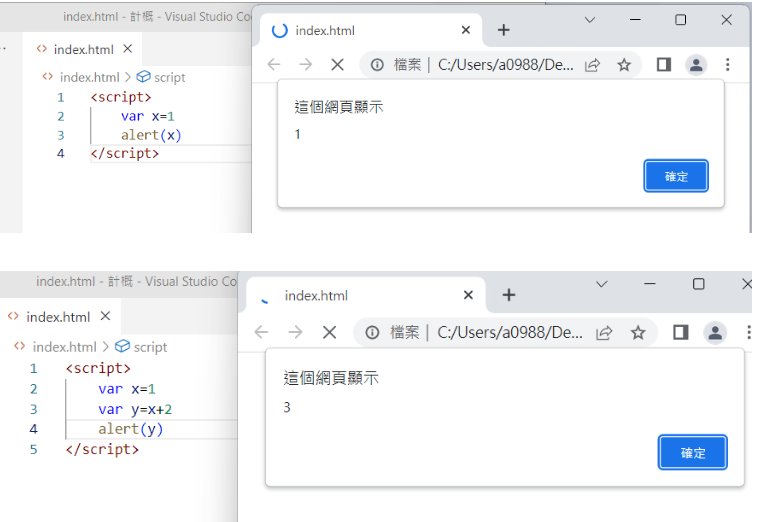 index.html - 計概 - Visual Studio Co
index.html
index.html
index.html > script
檔案 | C:/Users/a0988/De...
1 <script>
2 var x=1
3 alert(x)
4 </script>
這個網頁顯示
1
確定
index.html - 計概 - Visual Studio Co
index.html
index.html
index.html > script
檔案 | C:/Users/a0988/De...
1 <script>
2 var x=1
3 var y=x+2
4 alert(y)
5 </script>
這個網頁顯示
3
確定